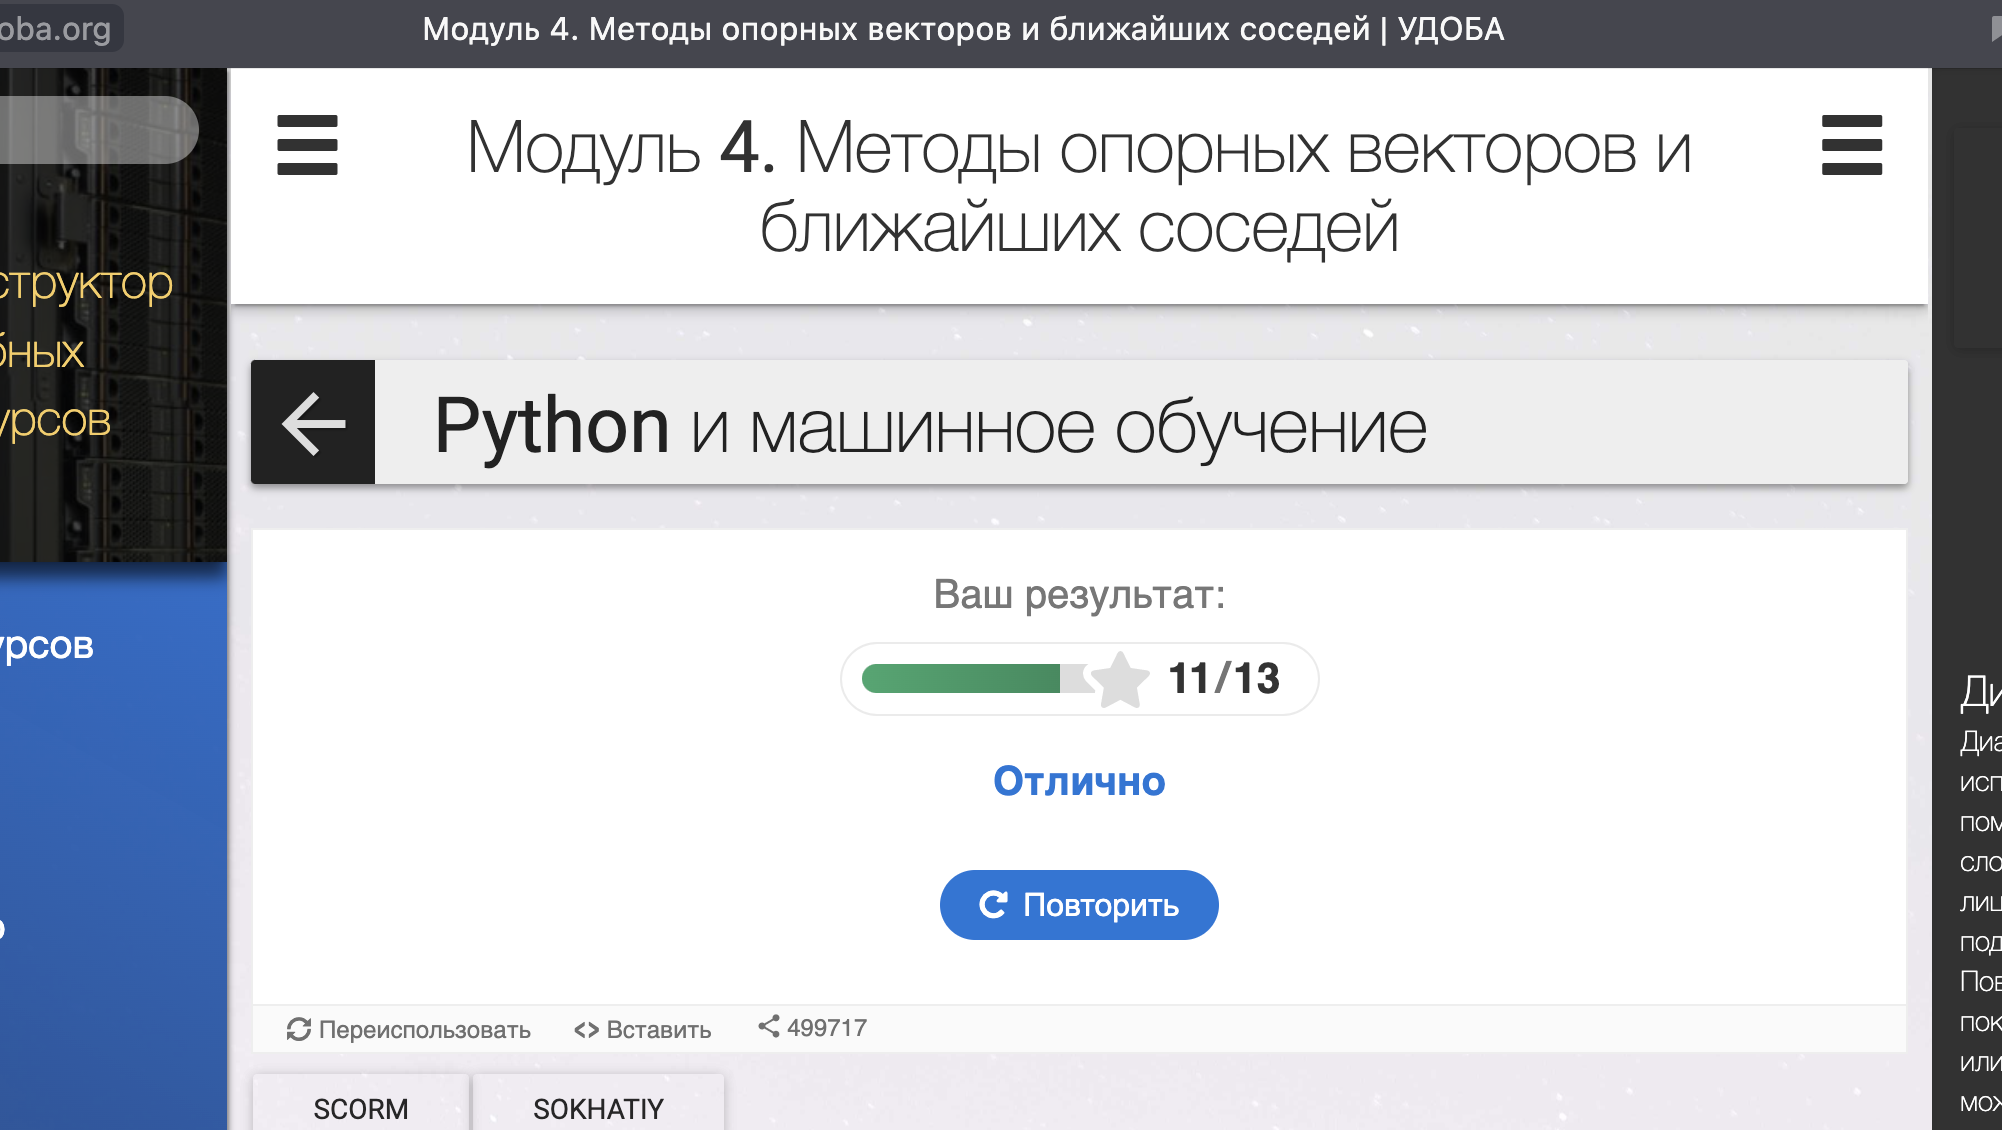 oba.org
Модуль 4. Методы опорных векторов и ближайших соседей | УДОБА
Модуль 4. Методы опорных векторов и
ближайших соседей
Python и машинное обучение
Ваш результат:
11/13
Отлично
Повторить
Переиспользовать
Вставить
499717
SCORM
SOKHATIY
структор
бных
урсов
урсов
Ди
Диа
исп
пом
сло
лиц
под
Пов
пок
или
мож